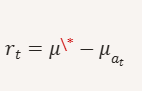 r_t = μ^\* − μ_{a_t}